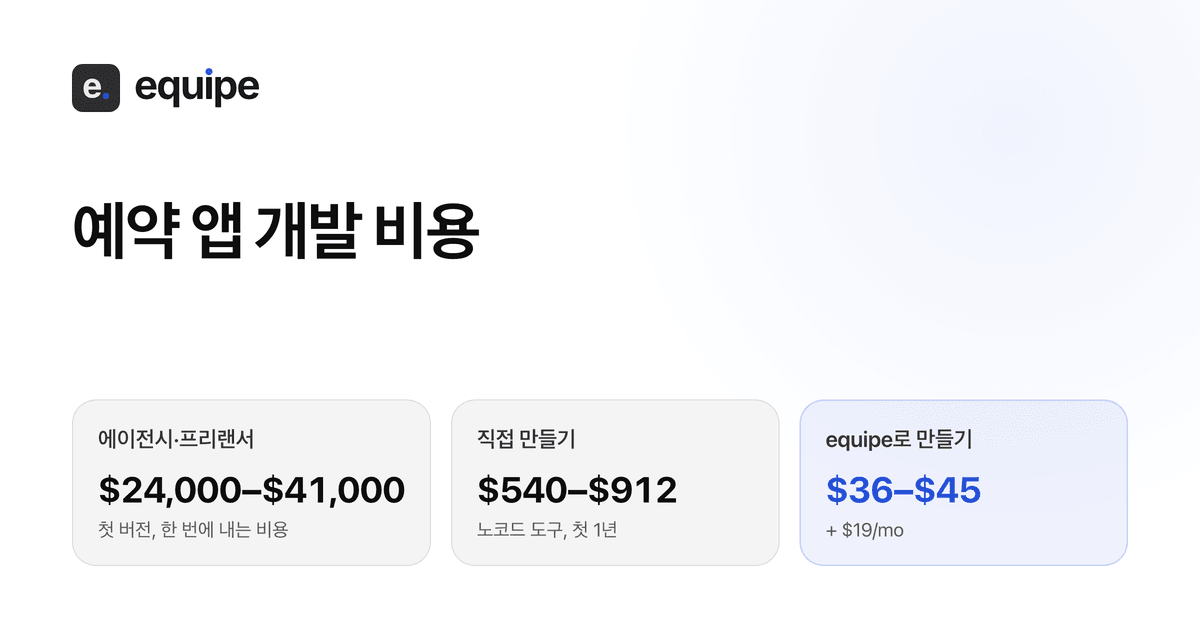 e.
equipe
예약 앱 개발 비용
에이전시·프리랜서
$24,000–$41,000
첫 버전, 한 번에 내는 비용
직접 만들기
$540–$912
노코드 도구, 첫 1년
equipe로 만들기
$36–$45
+ $19/mo